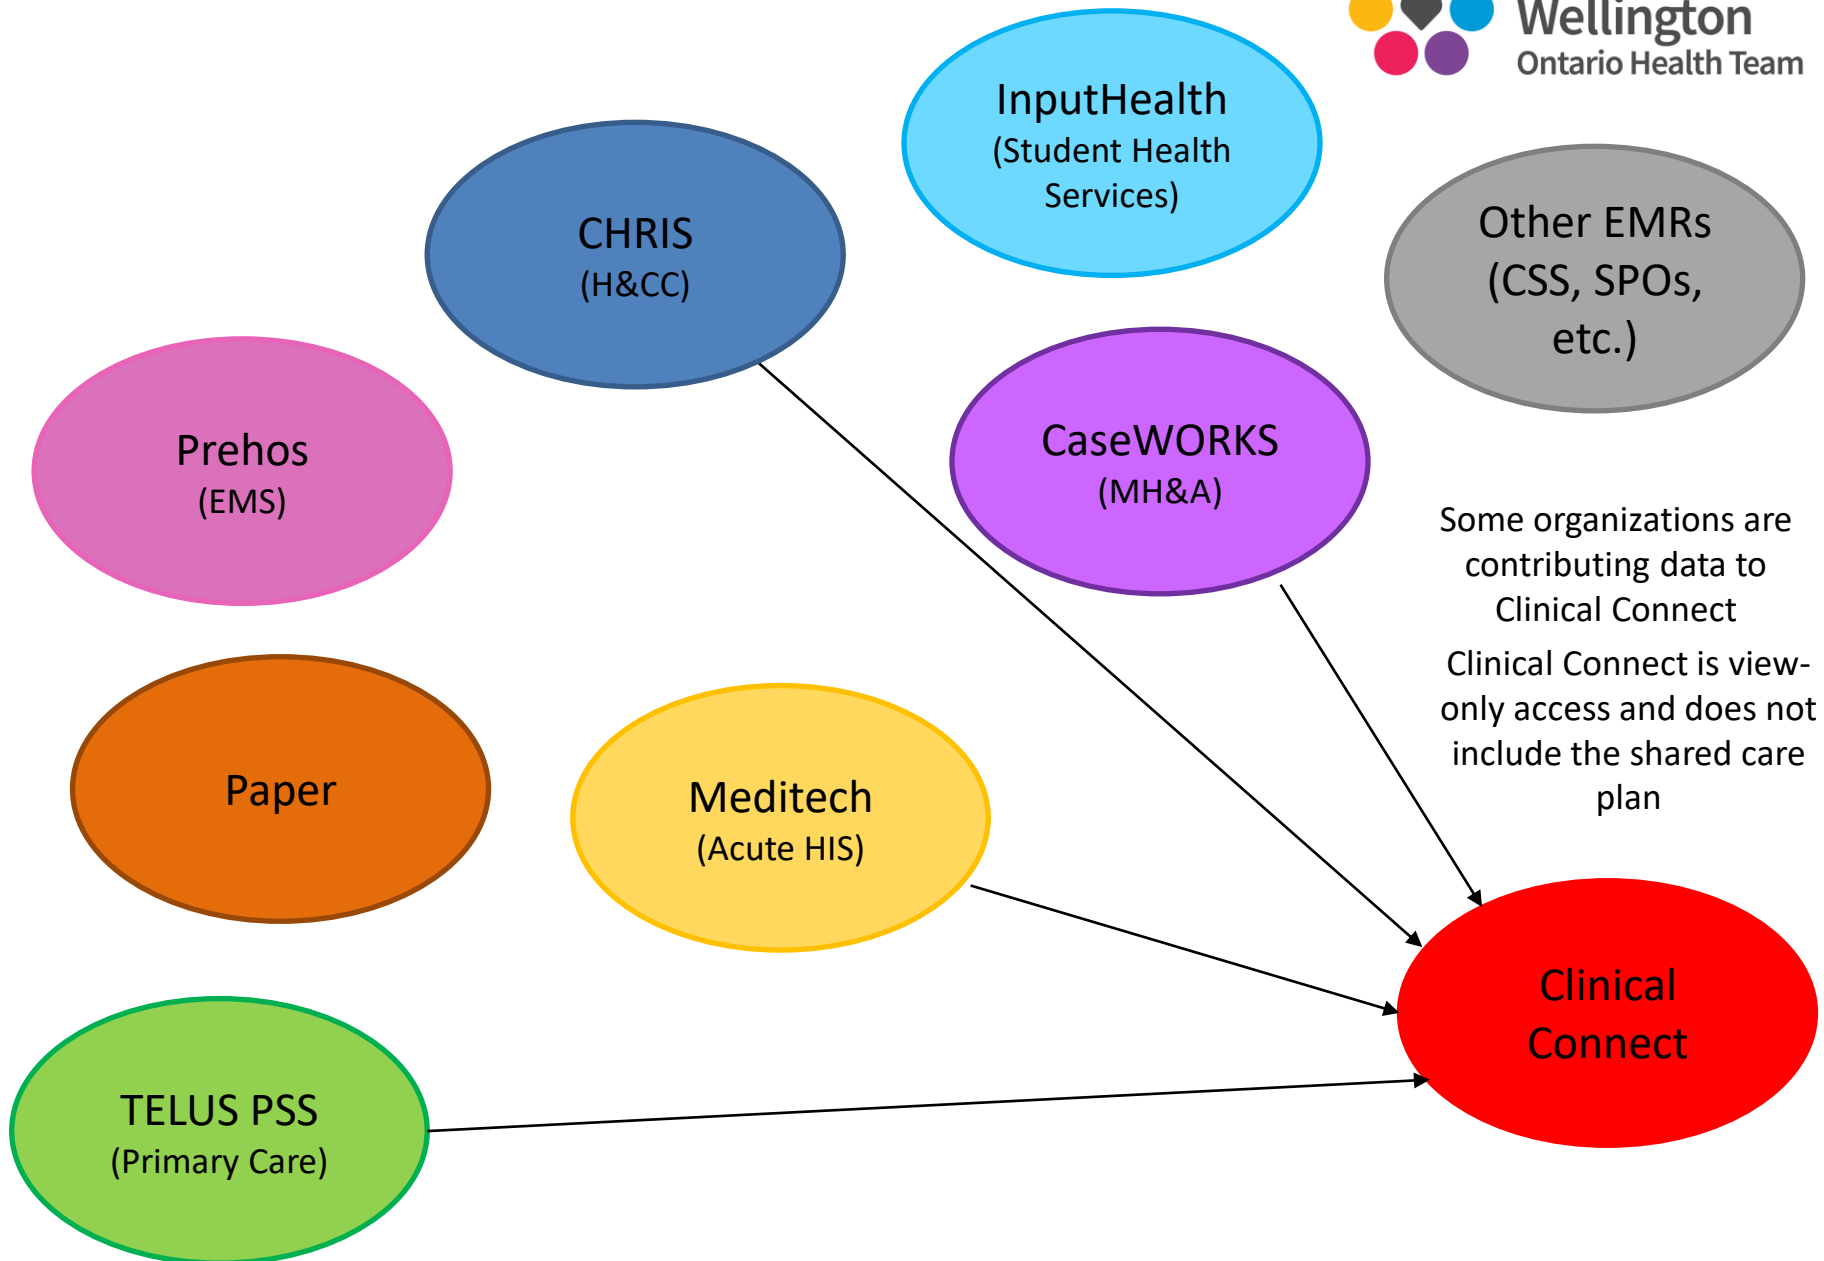 Wellington
Ontario Health Team
InputHealth
(Student Health
Services)
CHRIS
(H&CC)
Other EMRs
(CSS, SPOs,
etc.)
Prehos
(EMS)
CaseWORKS
(MH&A)
Some organizations are
contributing data to
Clinical Connect
Clinical Connect is view-
only access and does not
include the shared care
plan
Paper
Meditech
(Acute HIS)
Clinical
Connect
TELUS PSS
(Primary Care)